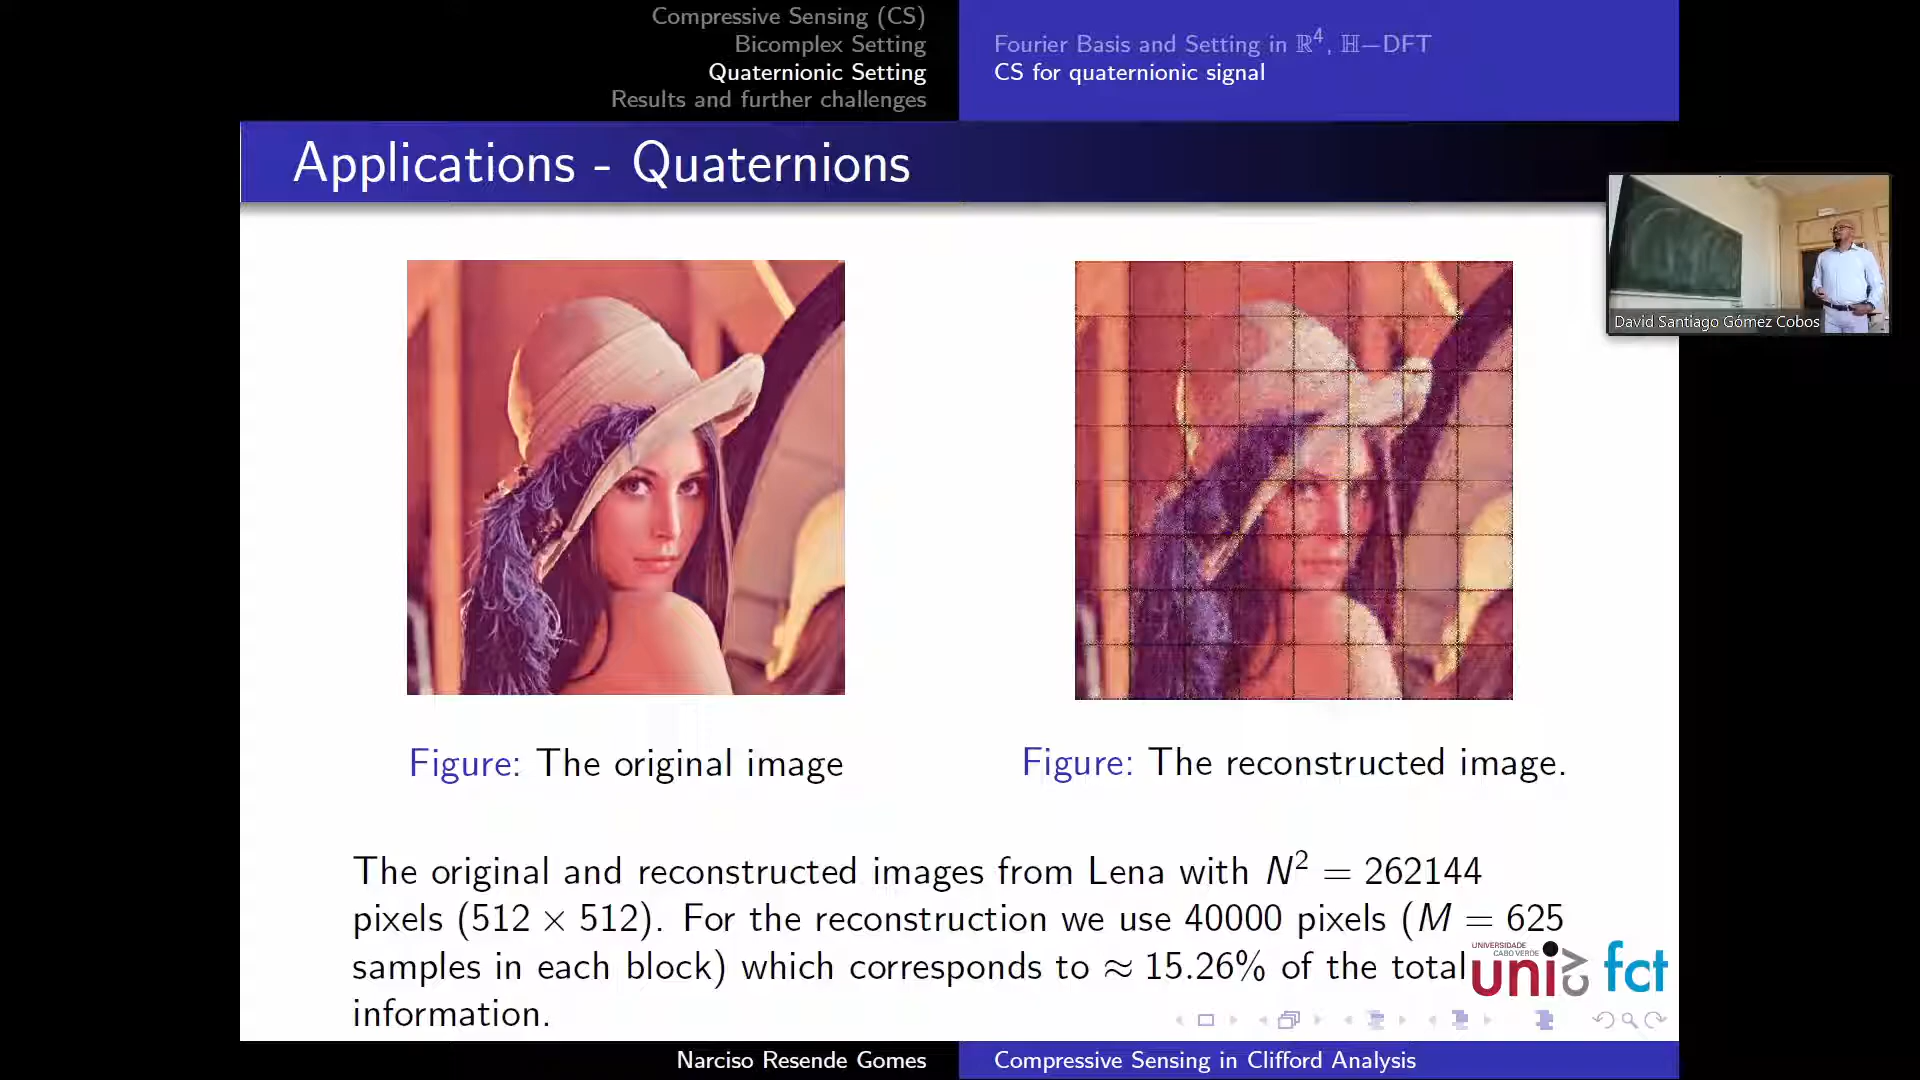 Compressive Sensing (CS)
Bicomplex Setting
Quaternionic Setting
Results and further challenges
Fourier Basis and Setting in ℝ⁴, ℍ−DFT
CS for quaternionic signal
Applications - Quaternions
David Santiago Gómez Cobos
Figure: The original image
Figure: The reconstructed image.
The original and reconstructed images from Lena with N² = 262144
pixels (512 × 512). For the reconstruction we use 40000 pixels (M = 625
samples in each block) which corresponds to ≈ 15.26% of the total
information.
UNIVERSIDADE
CABO VERDE
uni cv
fct
Narciso Resende Gomes
Compressive Sensing in Clifford Analysis